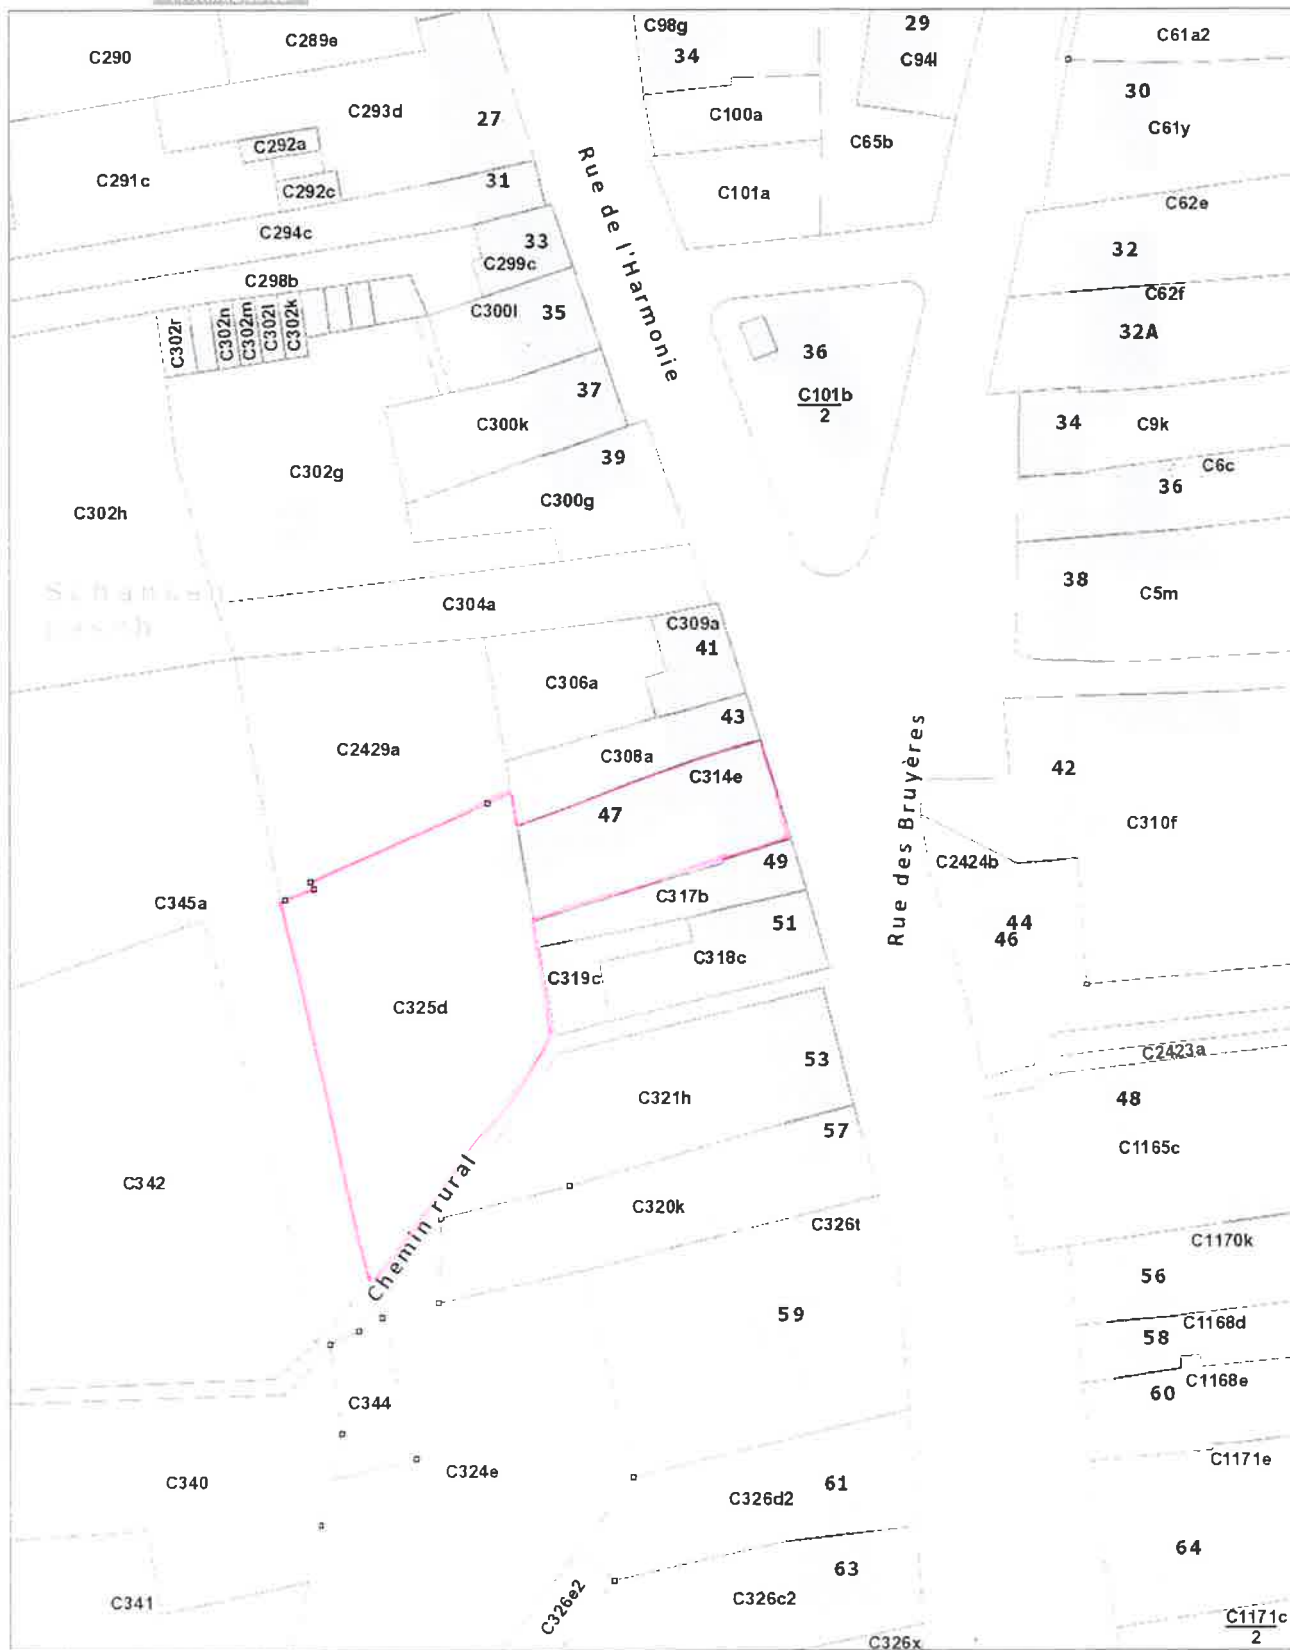 C290
C289e
C98g
34
29
C94l
C61a2
30
C61y
C293d
27
C292a
C100a
C65b
C291c
C292c
31
C101a
C62e
C294c
33
C299c
32
C298b
C62f
C300l
35
32A
C302r
C302n
C302m
C302l
C302k
Rue de l'Harmonie
36
C101b
2
37
C300k
34
C9k
39
C6c
36
C302g
C300g
C302h
38
C5m
C304a
C309a
41
C306a
43
C2429a
C308a
C314e
47
Rue des Bruyères
42
C310f
C2424b
49
C317b
C345a
51
44
46
C318c
C319c
C325d
C2423a
53
C321h
48
57
C1165c
C342
Chemin rural
C320k
C326t
C1170k
56
59
C1168d
58
C1168e
60
C344
C1171e
C340
C324e
61
C326d2
64
63
C341
C326e2
C326c2
C1171c
2
C326x